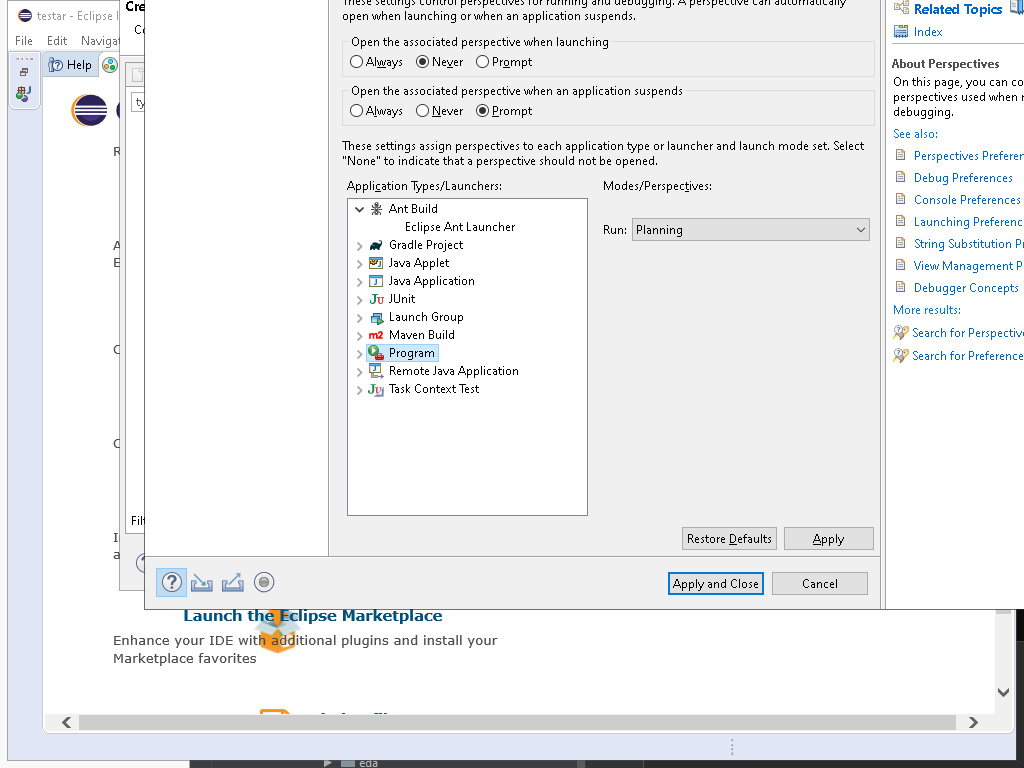 testar - Eclipse I
File Edit Navigat
Help
Cre
These settings control perspectives for running and debugging. A perspective can automatically
open when launching or when an application suspends.
Open the associated perspective when launching
Always Never Prompt
Open the associated perspective when an application suspends
Always Never Prompt
These settings assign perspectives to each application type or launcher and launch mode set. Select
"None" to indicate that a perspective should not be opened.
Application Types/Launchers:
Modes/Perspectives:
Ant Build
Eclipse Ant Launcher
Gradle Project
Java Applet
Java Application
JUnit
Launch Group
Maven Build
Program
Remote Java Application
Task Context Test
Run: Planning
Restore Defaults
Apply
Apply and Close
Cancel
Related Topics
Index
About Perspectives
On this page, you can co
perspectives used when r
debugging.
See also:
Perspectives Preferen
Debug Preferences
Console Preferences
Launching Preferenc
String Substitution P
View Management P
Debugger Concepts
More results:
Search for Perspective
Search for Preference
Launch the Eclipse Marketplace
Enhance your IDE with additional plugins and install your
Marketplace favorites
eda